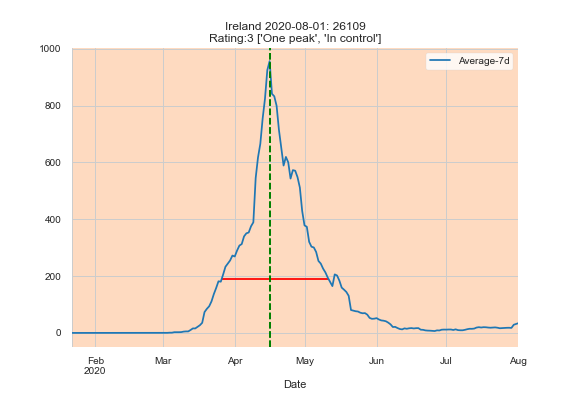 Ireland 2020-08-01: 26109
Rating:3 ['One peak', 'In control']
Average-7d
1000
800
600
400
200
0
Feb
2020
Mar
Apr
May
Jun
Jul
Aug
Date